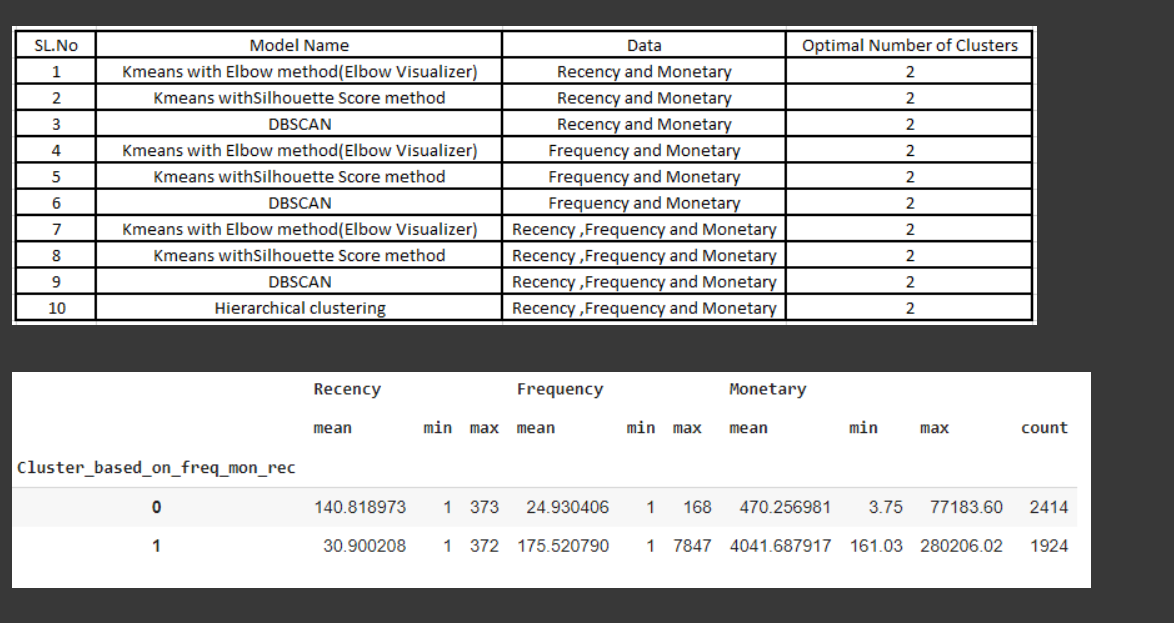 SL.No Model Name Data Optimal Number of Clusters
1 Kmeans with Elbow method(Elbow Visualizer) Recency and Monetary 2
2 Kmeans withSilhouette Score method Recency and Monetary 2
3 DBSCAN Recency and Monetary 2
4 Kmeans with Elbow method(Elbow Visualizer) Frequency and Monetary 2
5 Kmeans withSilhouette Score method Frequency and Monetary 2
6 DBSCAN Frequency and Monetary 2
7 Kmeans with Elbow method(Elbow Visualizer) Recency ,Frequency and Monetary 2
8 Kmeans withSilhouette Score method Recency ,Frequency and Monetary 2
9 DBSCAN Recency ,Frequency and Monetary 2
10 Hierarchical clustering Recency ,Frequency and Monetary 2
Recency Frequency Monetary
mean min max mean min max mean min max count
Cluster_based_on_freq_mon_rec
0 140.818973 1 373 24.930406 1 168 470.256981 3.75 77183.60 2414
1 30.900208 1 372 175.520790 1 7847 4041.687917 161.03 280206.02 1924